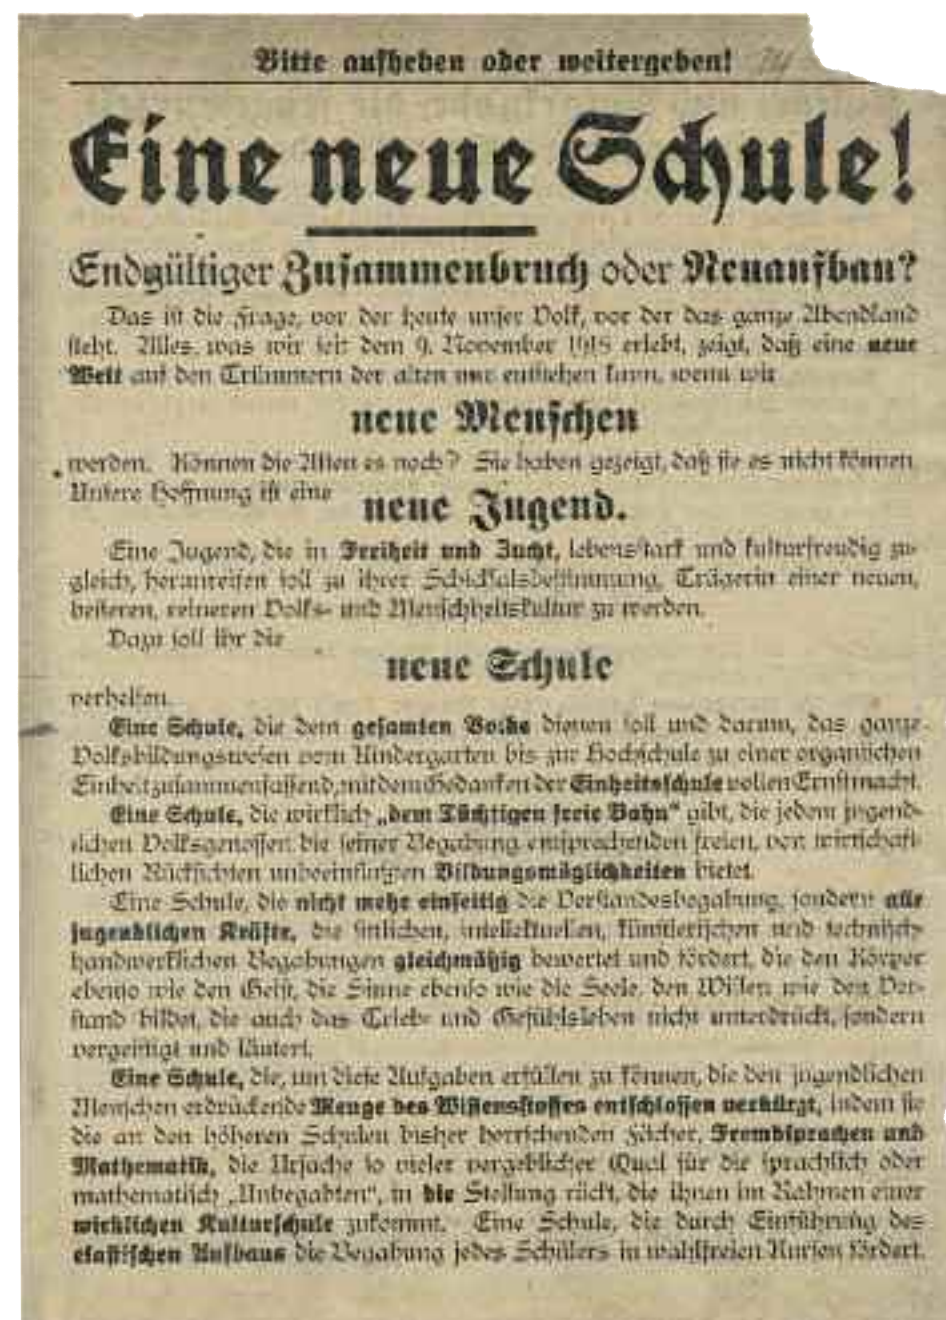 Bitte aufheben oder weitergeben!
Eine neue Schule!
Endgültiger Zusammenbruch oder Neuaufbau?
Das ist die Frage, vor der heute unser Volk, vor der das ganze Abendland
steht. Alles, was wir seit dem 9. November 1918 erlebt, zeigt, daß eine neue
Welt auf den Trümmern der alten nur entstehen kann, wenn wir
neue Menschen
werden. Können die Alten es noch? Sie haben gezeigt, daß sie es nicht können.
Unsere Hoffnung ist eine
neue Jugend.
Eine Jugend, die in Freiheit und Zucht, lebensstark und kulturfreudig zu-
gleich, heranreifen soll zu ihrer Schicksalsbestimmung, Trägerin einer neuen,
besseren, reineren Volks- und Menschheitskultur zu werden.
Dazu soll ihr die
neue Schule
verhelfen.
Eine Schule, die dem gesamten Volke dienen soll und darum, das ganze
Volksbildungswesen vom Kindergarten bis zur Hochschule zu einer organischen
Einheit zusammenfassend, mit dem Gedanken der Einheitsschule vollen Ernst macht.
Eine Schule, die wirklich „dem Tüchtigen freie Bahn“ gibt, die jedem jugend-
lichen Volksgenossen die seiner Begabung entsprechenden freien, von wirtschaft-
lichen Rücksichten unbeeinflußten Bildungsmöglichkeiten bietet.
Eine Schule, die nicht mehr einseitig die Verstandesbegabung, sondern alle
jugendlichen Kräfte, die sittlichen, intellektuellen, künstlerischen und technisch-
handwerklichen Begabungen gleichmäßig bewertet und fördert, die den Körper
ebenso wie den Geist, die Sinne ebenso wie die Seele, den Willen wie den Ver-
stand bildet, die auch das Trieb- und Gefühlsleben nicht unterdrückt, sondern
vergeistigt und läutert.
Eine Schule, die, um diese Aufgaben erfüllen zu können, die den jugendlichen
Menschen erdrückende Menge des Wissensstoffes entschlossen verkürzt, indem sie
die an den höheren Schulen bisher herrschenden Fächer, Fremdsprachen und
Mathematik, die Ursache so vieler vergeblicher Qual für die sprachlich oder
mathematisch „Unbegabten“, in die Stellung rückt, die ihnen im Rahmen einer
wirklichen Kulturschule zukommt. Eine Schule, die durch Einführung des
elastischen Aufbaus die Begabung jedes Schülers in wahlfreien Kursen fördert.